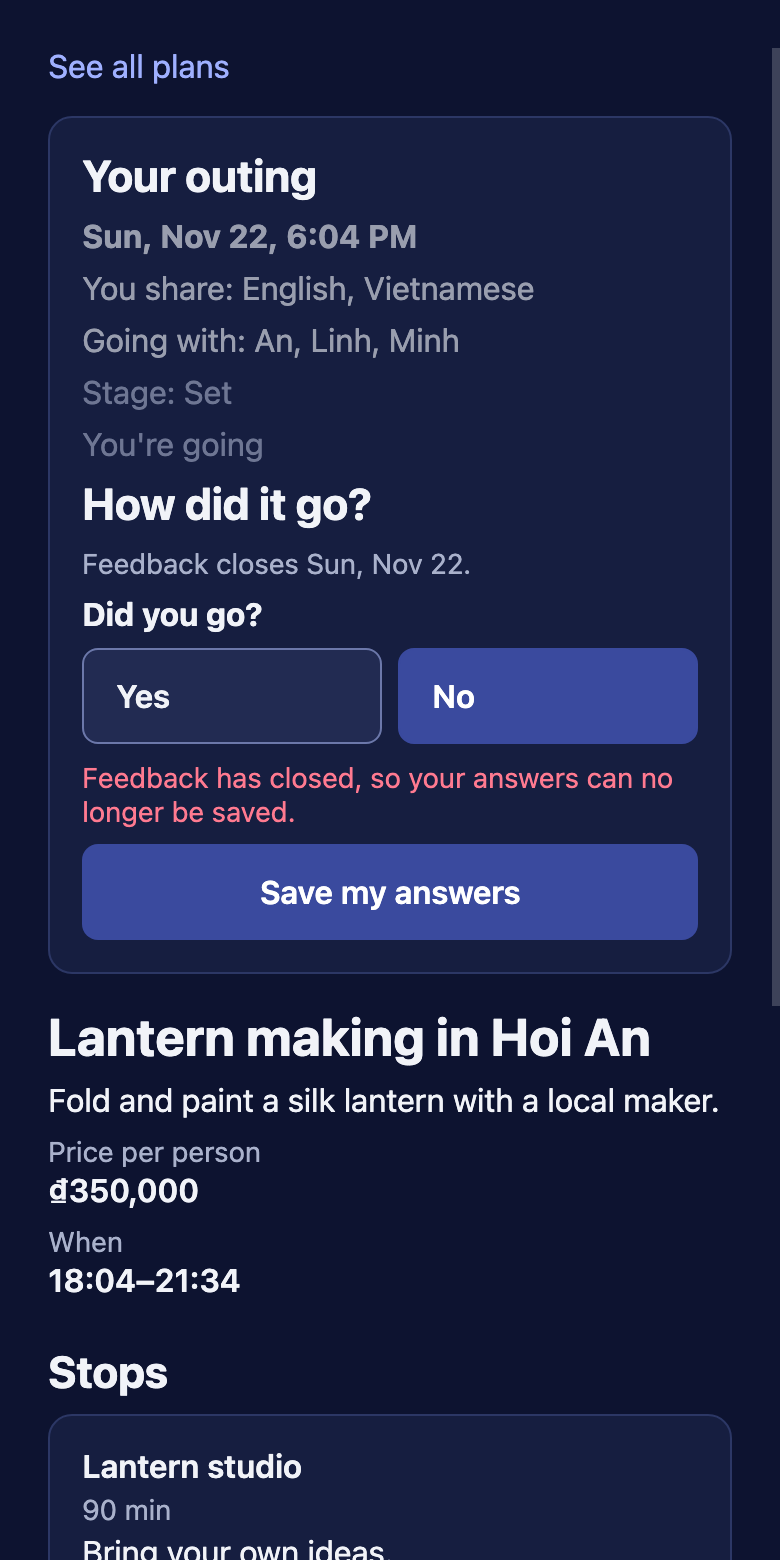 See all plans
Your outing
Sun, Nov 22, 6:04 PM
You share: English, Vietnamese
Going with: An, Linh, Minh
Stage: Set
You're going
How did it go?
Feedback closes Sun, Nov 22.
Did you go?
Yes
No
Feedback has closed, so your answers can no
longer be saved.
Save my answers
Lantern making in Hoi An
Fold and paint a silk lantern with a local maker.
Price per person
₫350,000
When
18:04–21:34
Stops
Lantern studio
90 min
Bring your own ideas.